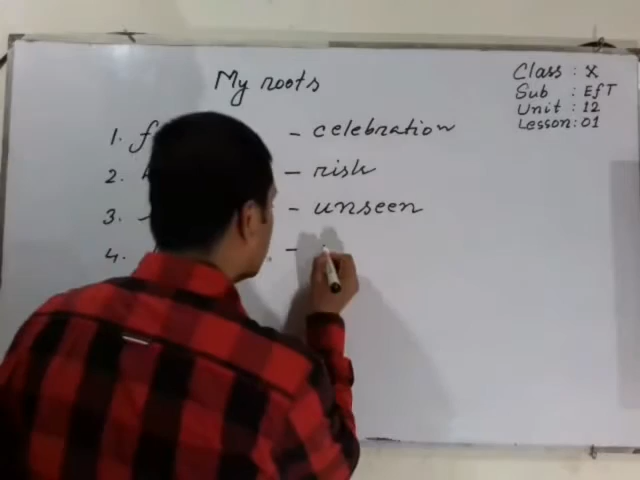 My roots
Class : X
Sub : EfT
Unit : 12
Lesson : 01
1. - celebration
2. - risk
3. - unseen
4. -